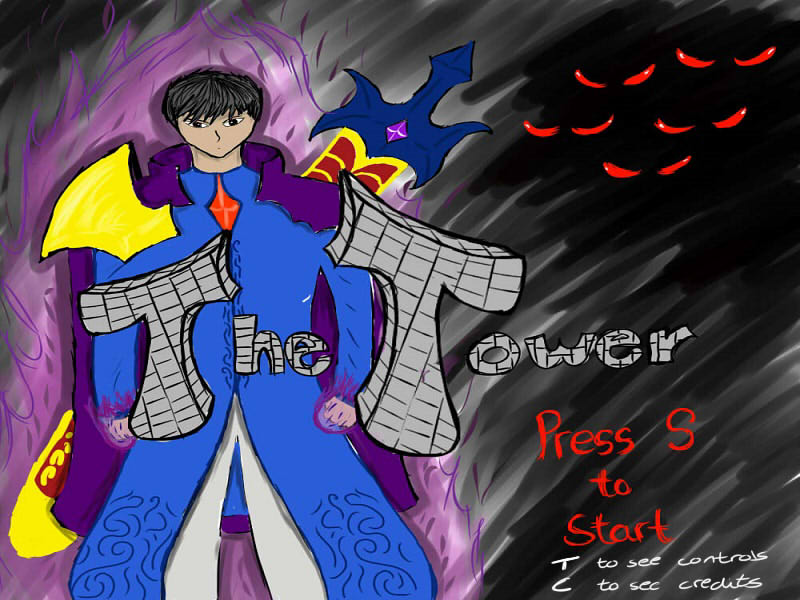 The Tower
Press S
to
Start
T to see controls
C to see credits